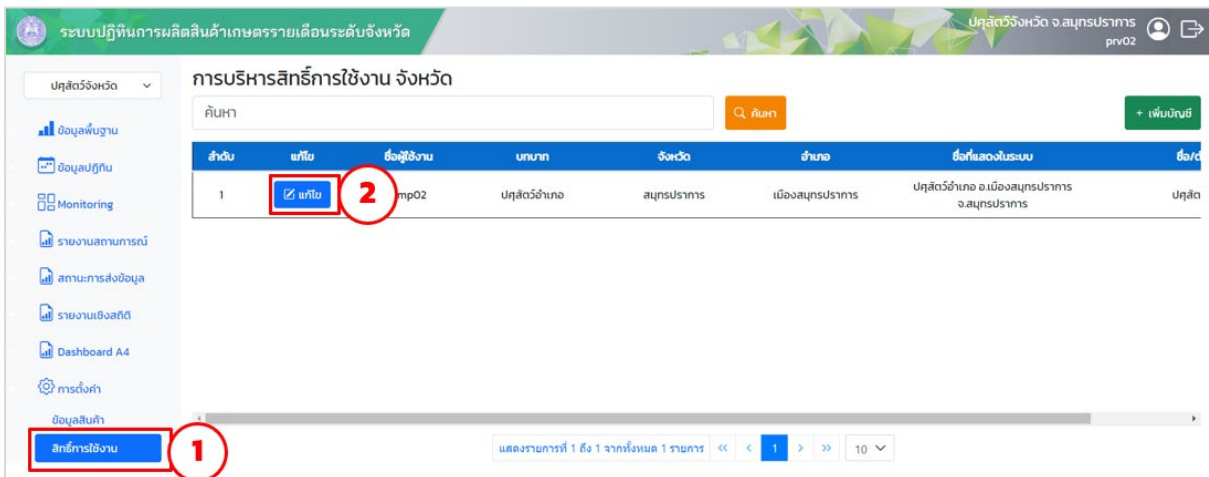 ระบบปฏิทินการผลิตสินค้าเกษตรรายเดือนระดับจังหวัด
ปศุสัตว์จังหวัด จ.สมุทรปราการ
prv02
ปศุสัตว์จังหวัด
ข้อมูลพื้นฐาน
ข้อมูลปฏิทิน
Monitoring
รายงานสถานการณ์
สถานะการส่งข้อมูล
รายงานเชิงสถิติ
Dashboard A4
การตั้งค่า
ข้อมูลสินค้า
สิทธิ์การใช้งาน
1
การบริหารสิทธิ์การใช้งาน จังหวัด
ค้นหา
ค้นหา
+ เพิ่มบัญชี
ลำดับ แก้ไข ชื่อผู้ใช้งาน บทบาท จังหวัด อำเภอ ชื่อที่แสดงในระบบ ชื่อ/ต
1 แก้ไข 2 mp02 ปศุสัตว์อำเภอ สมุทรปราการ เมืองสมุทรปราการ ปศุสัตว์อำเภอ อ.เมืองสมุทรปราการ ปศุสัต
จ.สมุทรปราการ
แสดงรายการที่ 1 ถึง 1 จากทั้งหมด 1 รายการ « < 1 > » 10